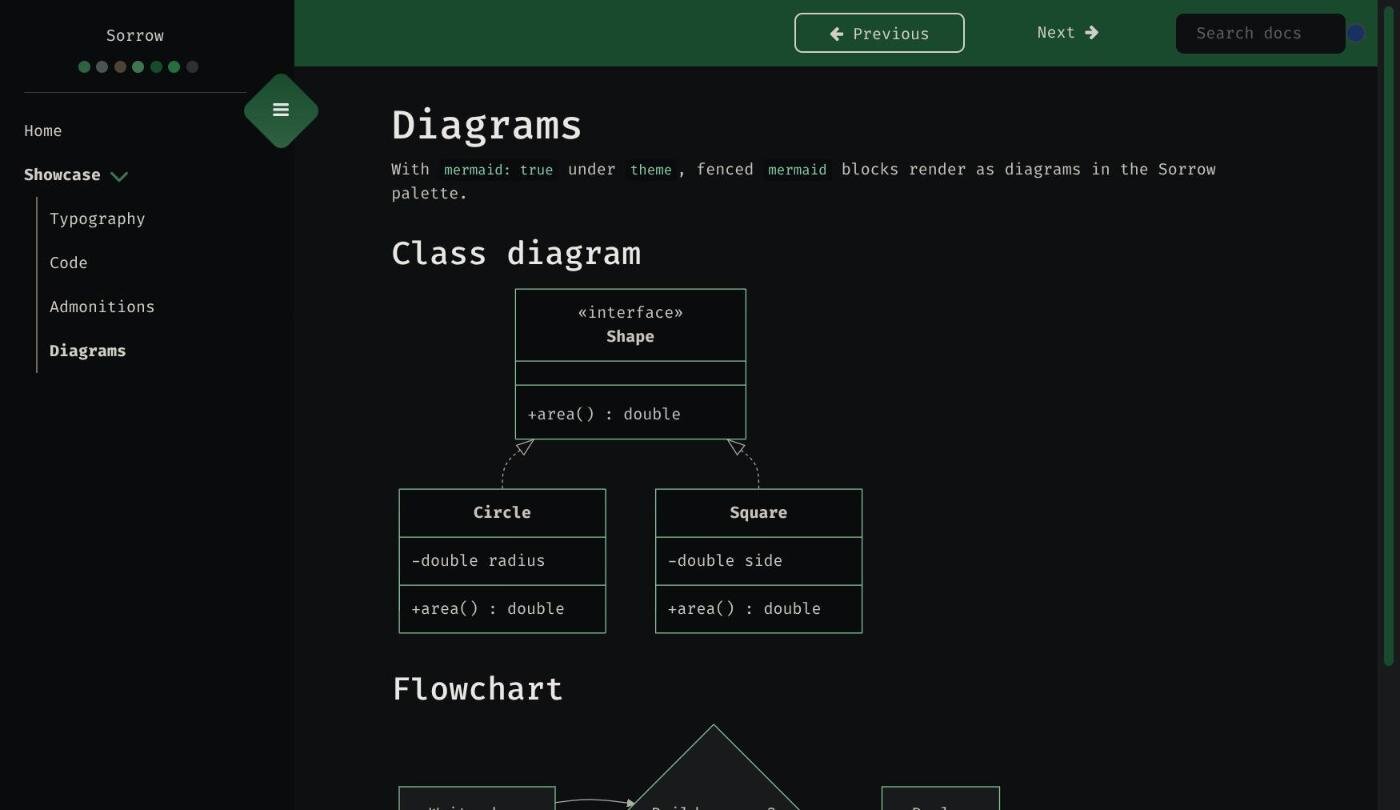 Sorrow
Previous
Next
Search docs
Home
Showcase
Typography
Code
Admonitions
Diagrams
Diagrams
With mermaid: true under theme, fenced mermaid blocks render as diagrams in the Sorrow
palette.
Class diagram
«interface»
Shape
+area() : double
Circle
-double radius
+area() : double
Square
-double side
+area() : double
Flowchart